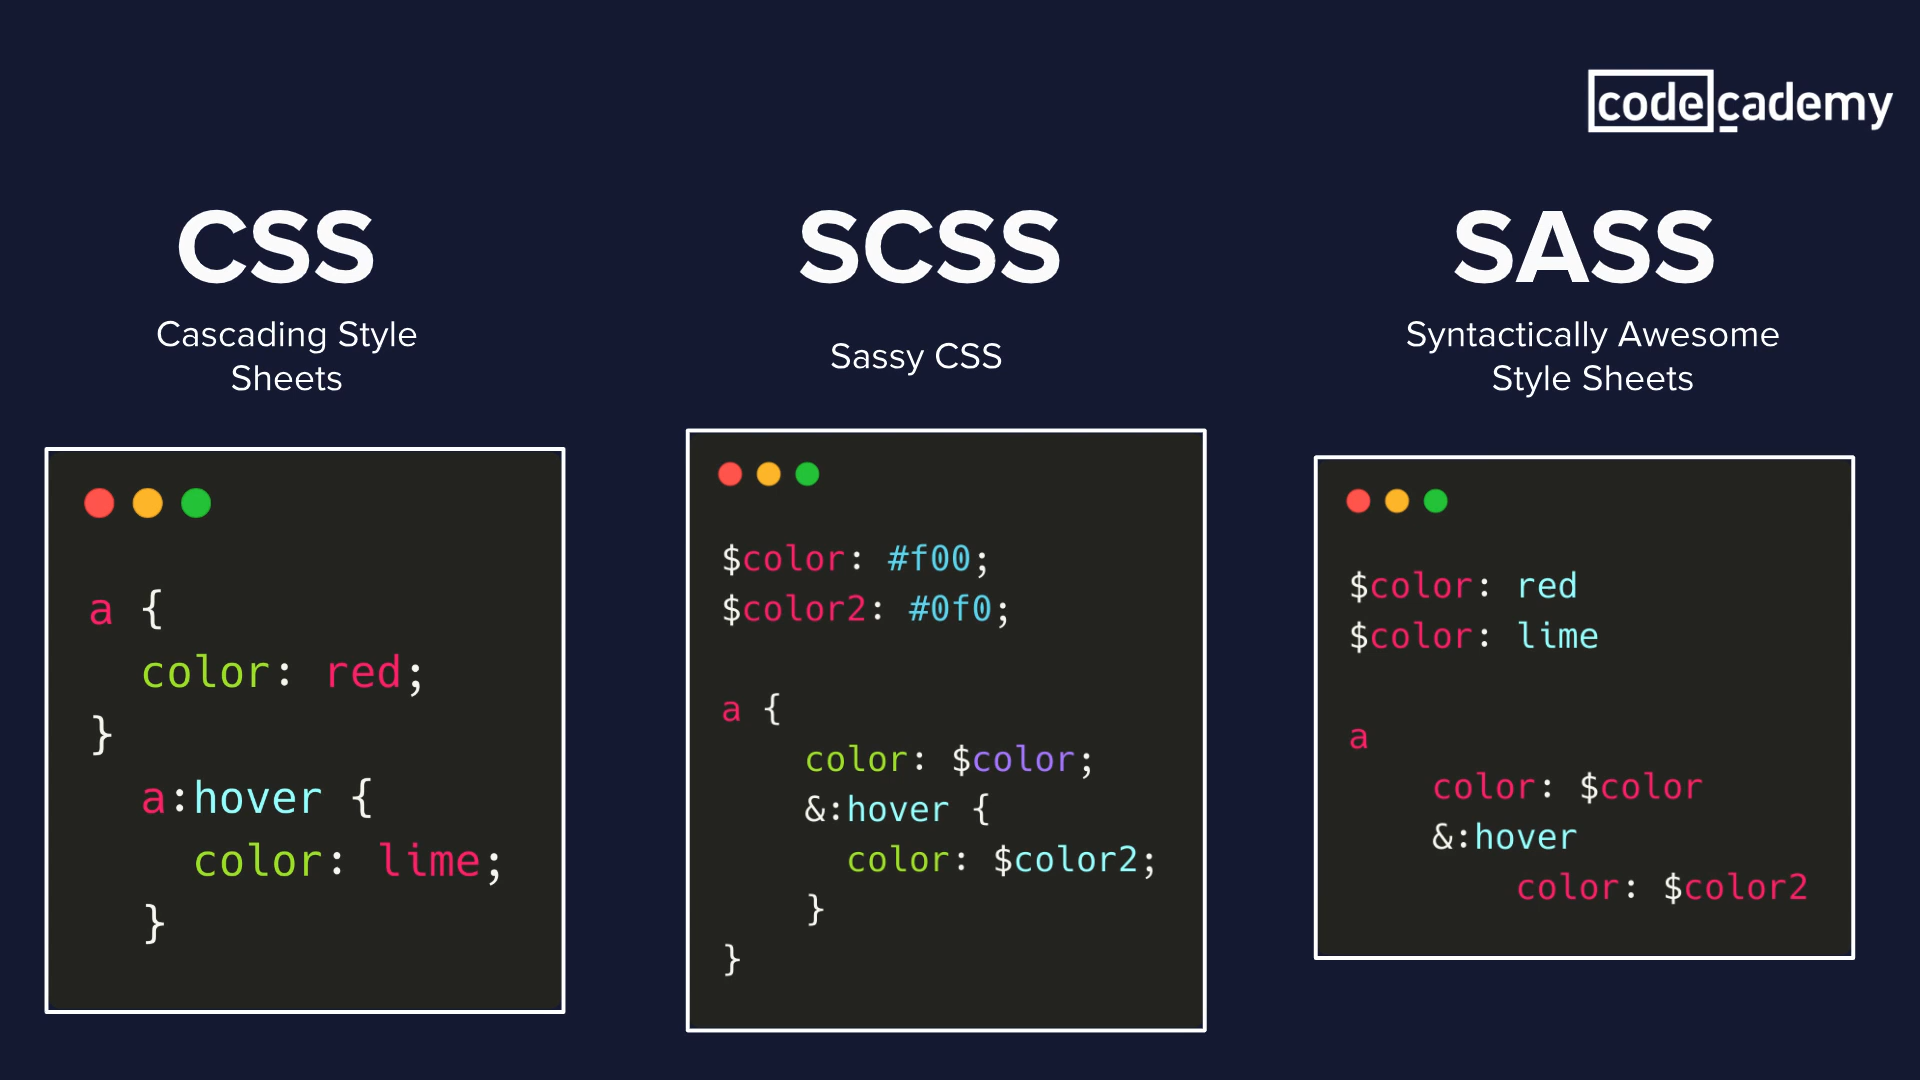 codecademy
CSS
Cascading Style
Sheets
a {
  color: red;
}
  a:hover {
    color: lime;
  }
SCSS
Sassy CSS
$color: #f00;
$color2: #0f0;
a {
    color: $color;
    &:hover {
      color: $color2;
    }
}
SASS
Syntactically Awesome
Style Sheets
$color: red
$color: lime
a
    color: $color
    &:hover
        color: $color2